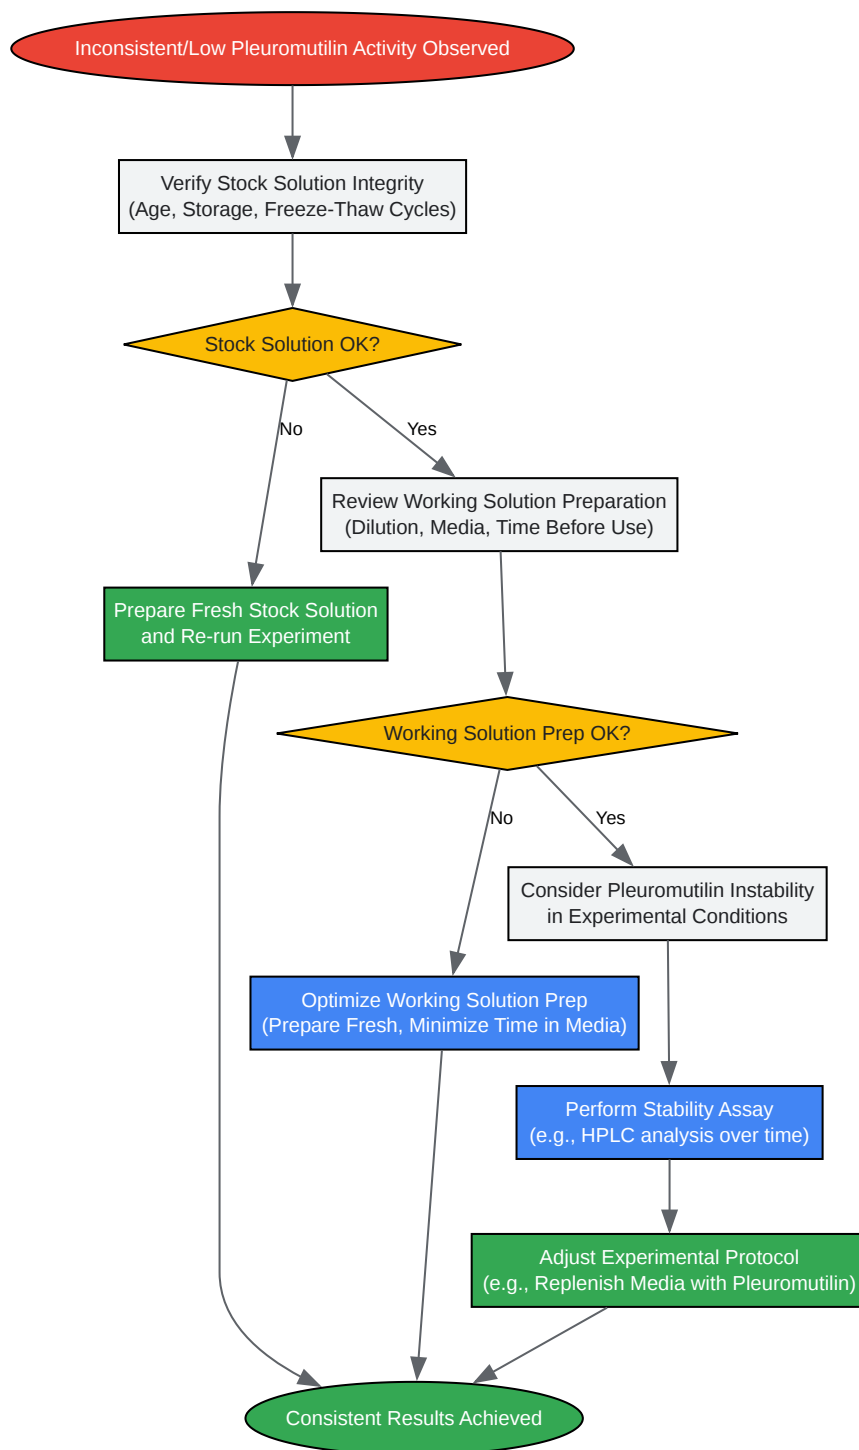 Inconsistent/Low Pleuromutilin Activity Observed
Verify Stock Solution Integrity
(Age, Storage, Freeze-Thaw Cycles)
Stock Solution OK?
No
Yes
Review Working Solution Preparation
(Dilution, Media, Time Before Use)
Prepare Fresh Stock Solution
and Re-run Experiment
Working Solution Prep OK?
No
Yes
Consider Pleuromutilin Instability
in Experimental Conditions
Optimize Working Solution Prep
(Prepare Fresh, Minimize Time in Media)
Perform Stability Assay
(e.g., HPLC analysis over time)
Adjust Experimental Protocol
(e.g., Replenish Media with Pleuromutilin)
Consistent Results Achieved